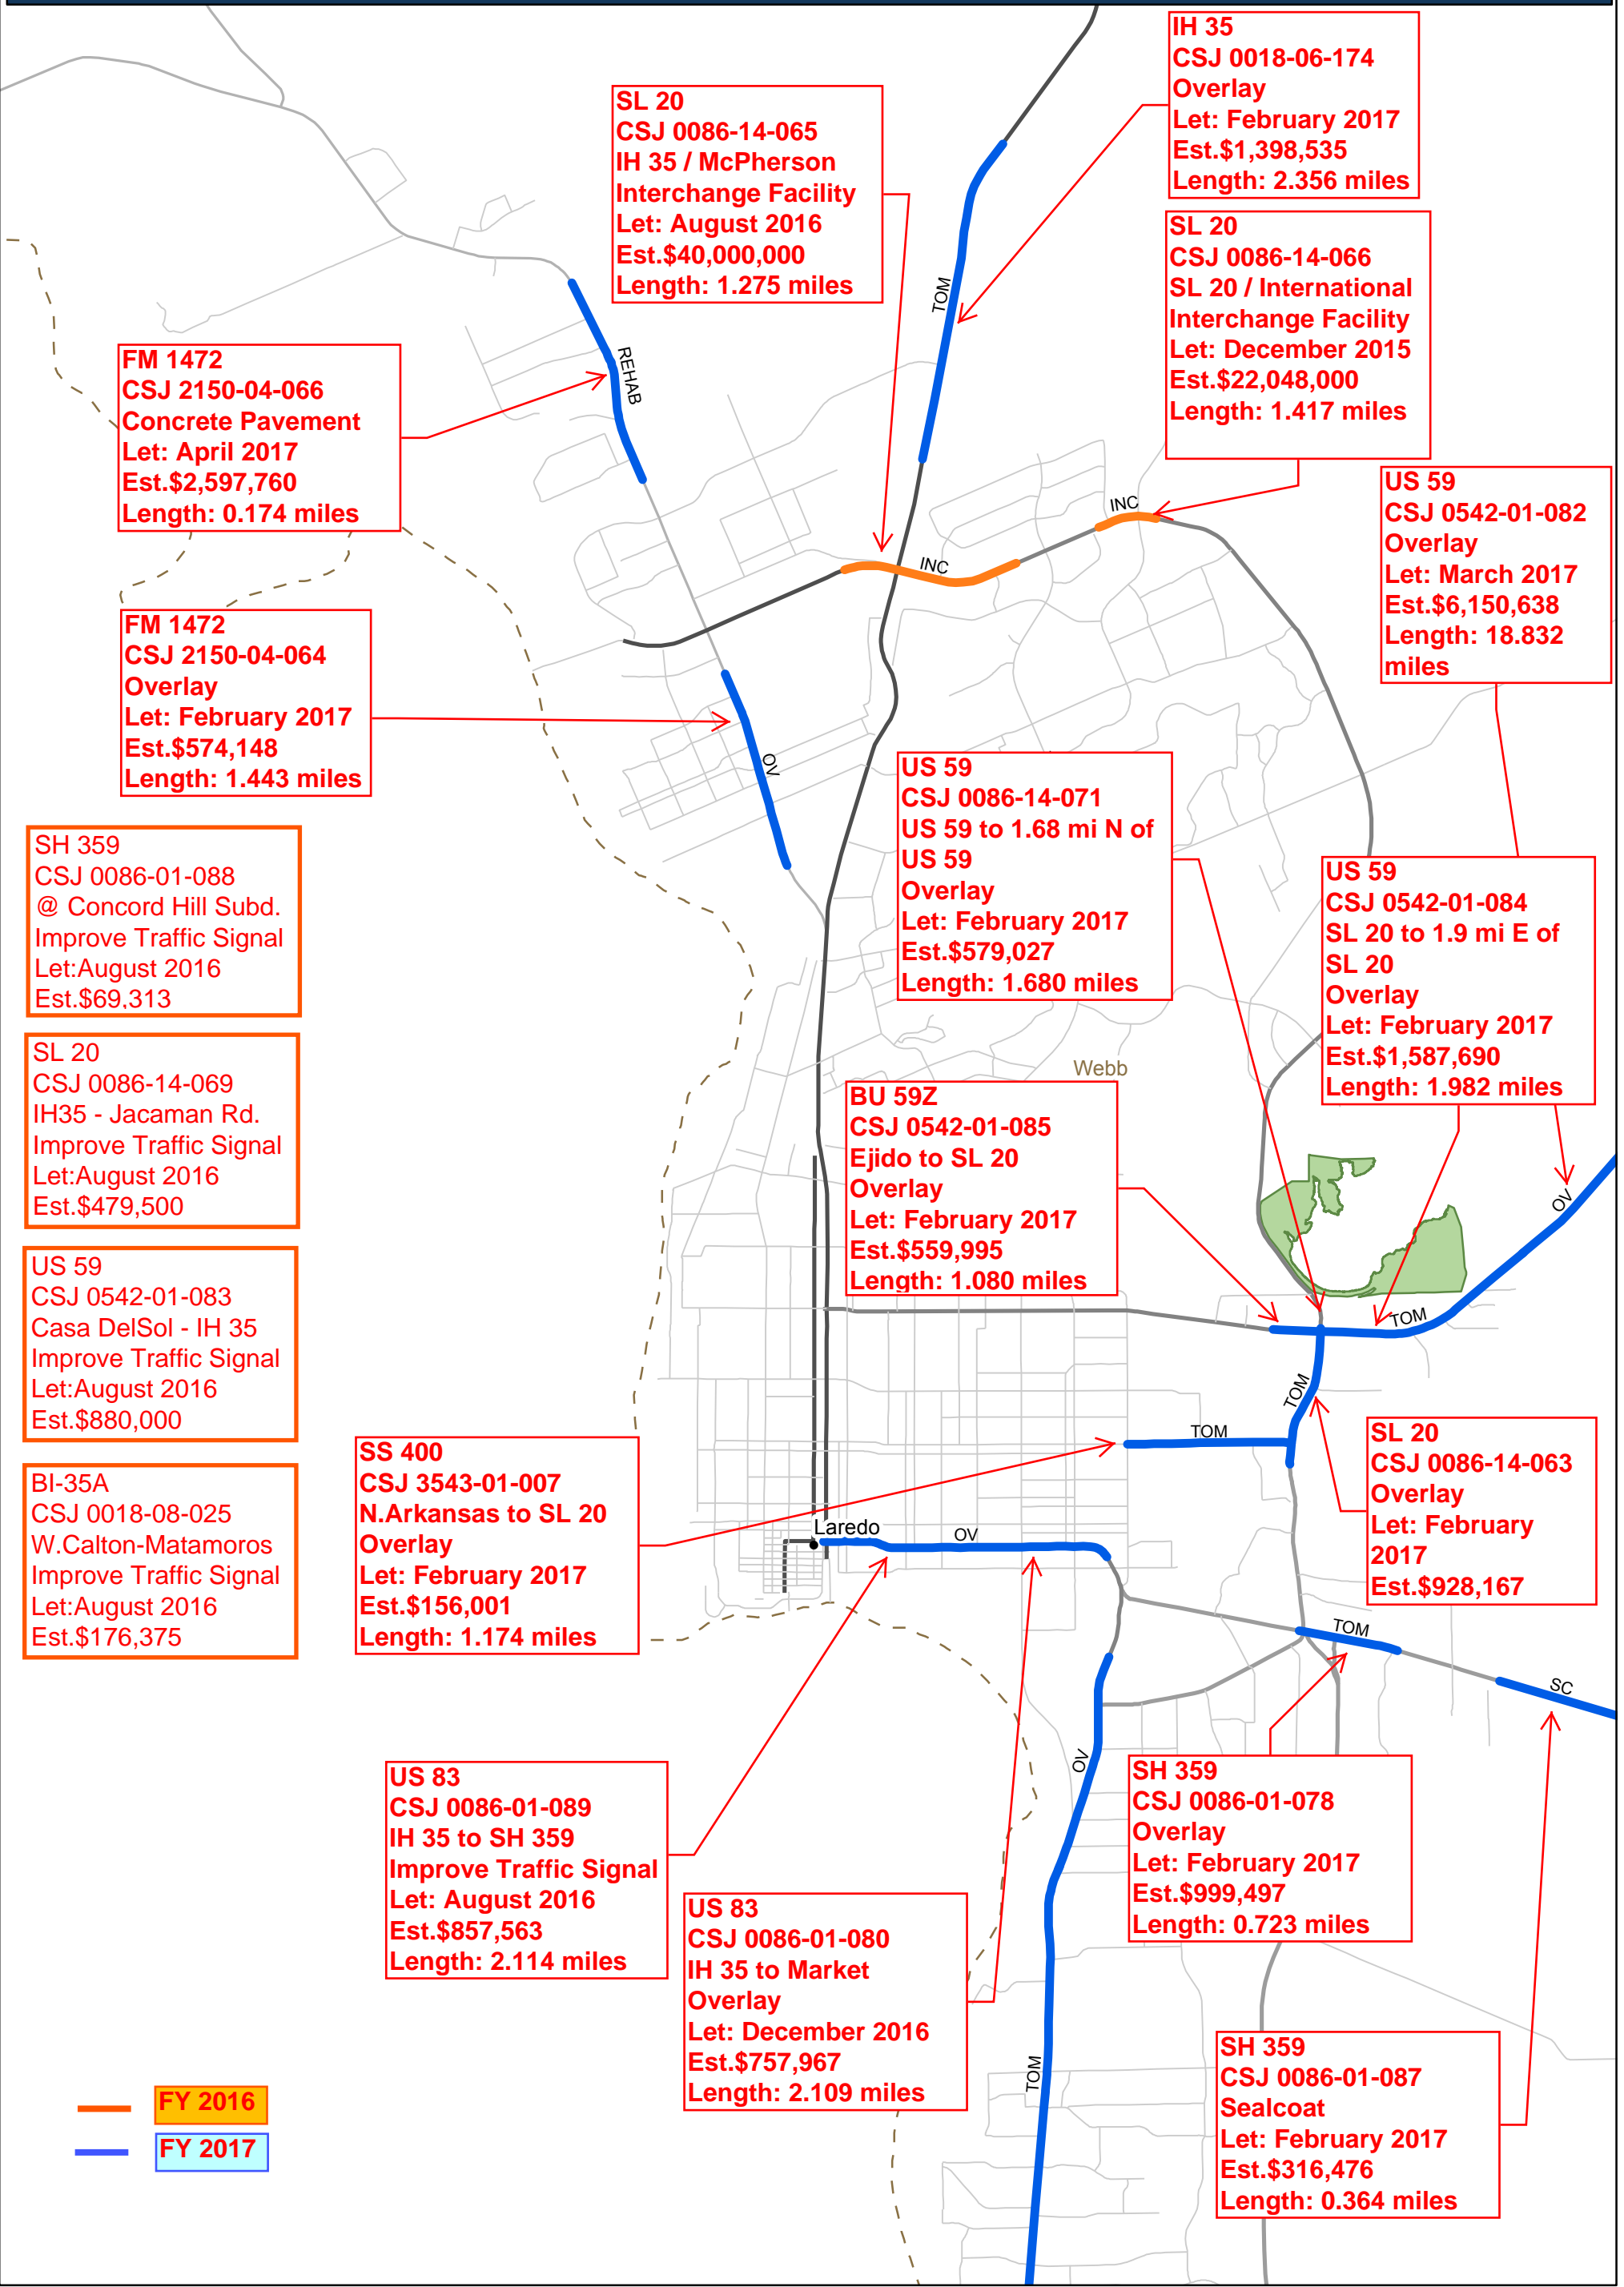 IH 35
CSJ 0018-06-174
Overlay
Let: February 2017
Est.$1,398,535
Length: 2.356 miles
SL 20
CSJ 0086-14-065
IH 35 / McPherson
Interchange Facility
Let: August 2016
Est.$40,000,000
Length: 1.275 miles
SL 20
CSJ 0086-14-066
SL 20 / International
Interchange Facility
Let: December 2015
Est.$22,048,000
Length: 1.417 miles
TOM
REHAB
FM 1472
CSJ 2150-04-066
Concrete Pavement
Let: April 2017
Est.$2,597,760
Length: 0.174 miles
US 59
CSJ 0542-01-082
Overlay
Let: March 2017
Est.$6,150,638
Length: 18.832
miles
INC
INC
FM 1472
CSJ 2150-04-064
Overlay
Let: February 2017
Est.$574,148
Length: 1.443 miles
OV
US 59
CSJ 0086-14-071
US 59 to 1.68 mi N of
US 59
Overlay
Let: February 2017
Est.$579,027
Length: 1.680 miles
SH 359
CSJ 0086-01-088
@ Concord Hill Subd.
Improve Traffic Signal
Let:August 2016
Est.$69,313
US 59
CSJ 0542-01-084
SL 20 to 1.9 mi E of
SL 20
Overlay
Let: February 2017
Est.$1,587,690
Length: 1.982 miles
SL 20
CSJ 0086-14-069
IH35 - Jacaman Rd.
Improve Traffic Signal
Let:August 2016
Est.$479,500
Webb
BU 59Z
CSJ 0542-01-085
Ejido to SL 20
Overlay
Let: February 2017
Est.$559,995
Length: 1.080 miles
OV
US 59
CSJ 0542-01-083
Casa DelSol - IH 35
Improve Traffic Signal
Let:August 2016
Est.$880,000
TOM
TOM
TOM
SS 400
CSJ 3543-01-007
N.Arkansas to SL 20
Overlay
Let: February 2017
Est.$156,001
Length: 1.174 miles
SL 20
CSJ 0086-14-063
Overlay
Let: February
2017
Est.$928,167
BI-35A
CSJ 0018-08-025
W.Calton-Matamoros
Improve Traffic Signal
Let:August 2016
Est.$176,375
Laredo
OV
TOM
SC
OV
US 83
CSJ 0086-01-089
IH 35 to SH 359
Improve Traffic Signal
Let: August 2016
Est.$857,563
Length: 2.114 miles
SH 359
CSJ 0086-01-078
Overlay
Let: February 2017
Est.$999,497
Length: 0.723 miles
US 83
CSJ 0086-01-080
IH 35 to Market
Overlay
Let: December 2016
Est.$757,967
Length: 2.109 miles
TOM
SH 359
CSJ 0086-01-087
Sealcoat
Let: February 2017
Est.$316,476
Length: 0.364 miles
FY 2016
FY 2017